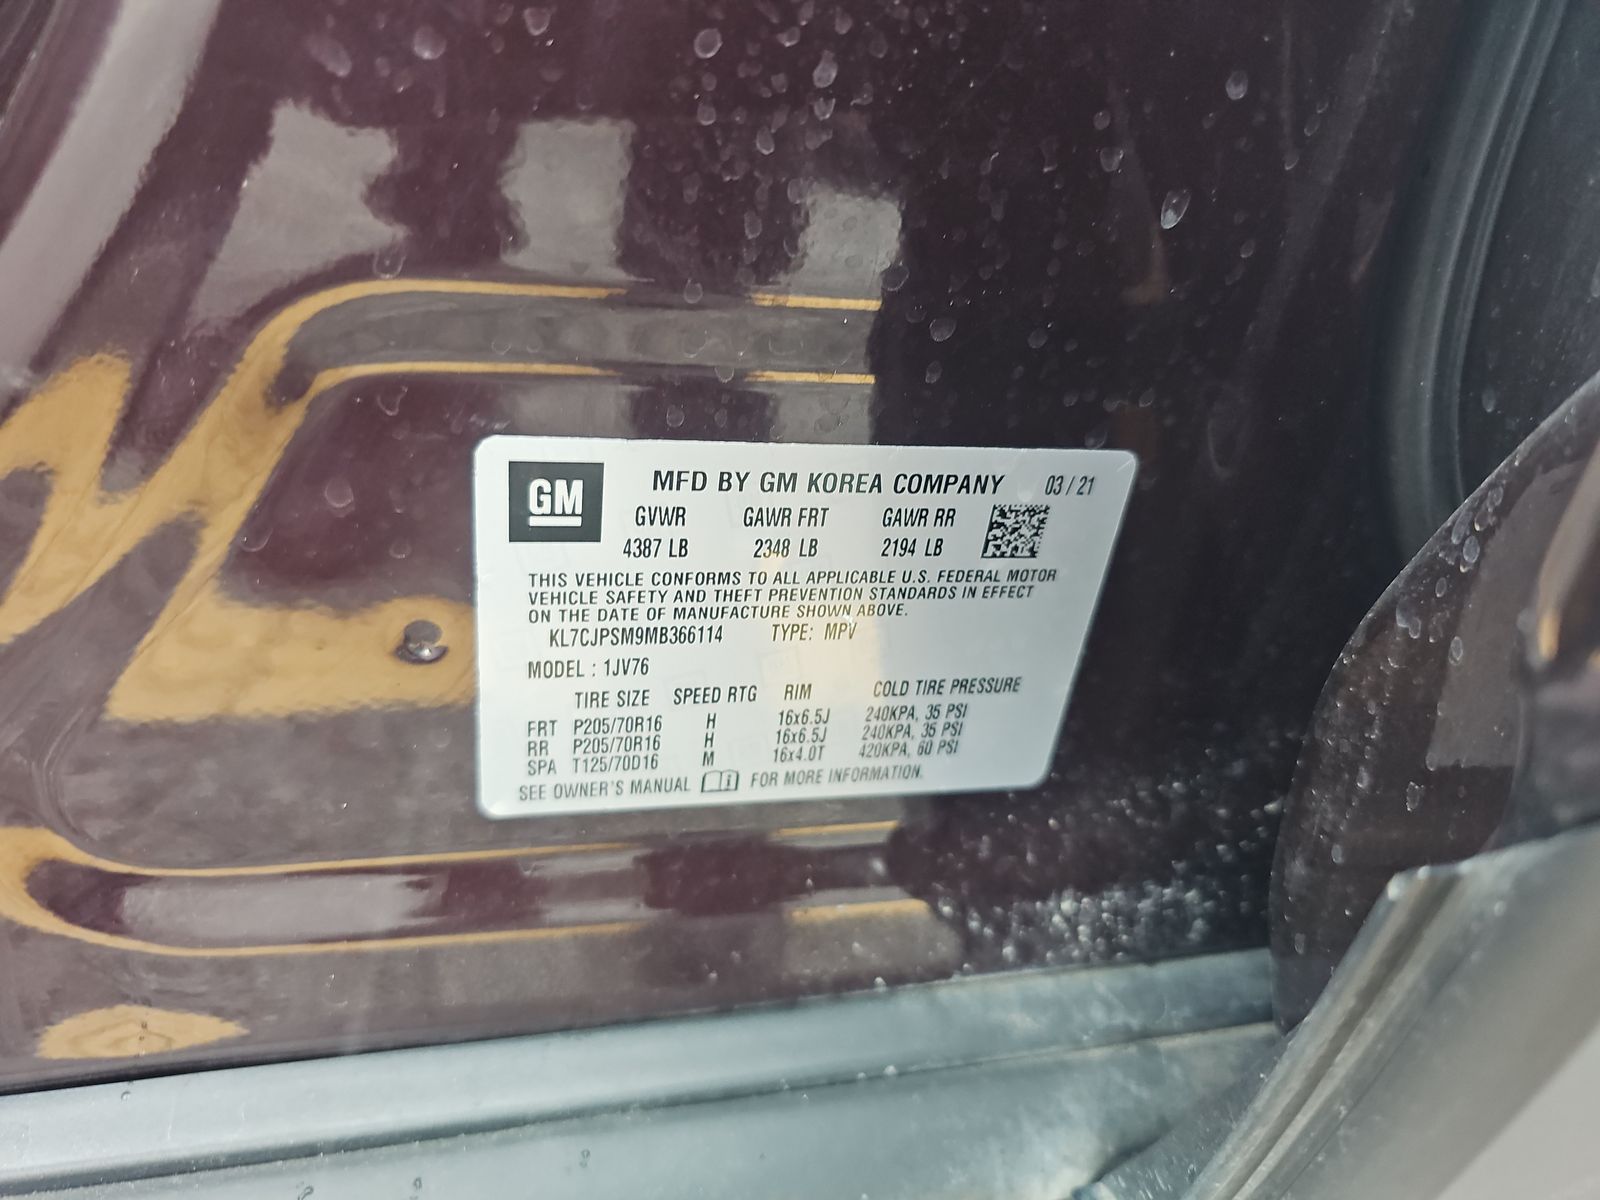 GM
MFD BY GM KOREA COMPANY 03 / 21
GVWR GAWR FRT GAWR RR
4387 LB 2348 LB 2194 LB
THIS VEHICLE CONFORMS TO ALL APPLICABLE U.S. FEDERAL MOTOR
VEHICLE SAFETY AND THEFT PREVENTION STANDARDS IN EFFECT
ON THE DATE OF MANUFACTURE SHOWN ABOVE.
KL7CJPSM9MB366114 TYPE: MPV
MODEL : 1JV76
TIRE SIZE SPEED RTG RIM COLD TIRE PRESSURE
FRT P205/70R16 H 16x6.5J 240KPA, 35 PSI
RR P205/70R16 H 16x6.5J 240KPA, 35 PSI
SPA T125/70D16 M 16x4.0T 420KPA, 60 PSI
SEE OWNER'S MANUAL FOR MORE INFORMATION.